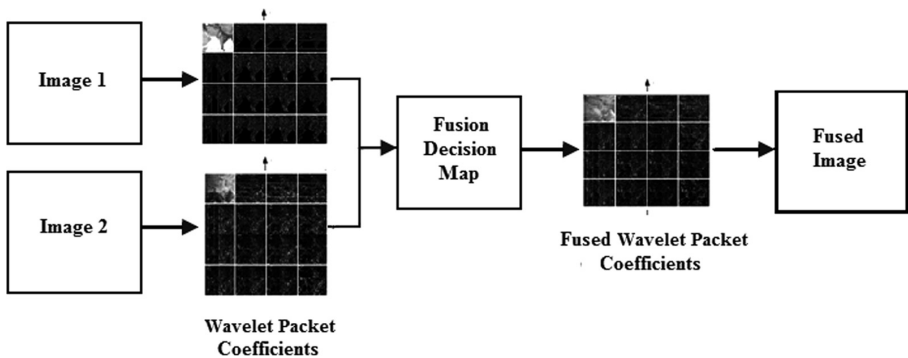 Image 1
Image 2
Wavelet Packet
Coefficients
Fusion
Decision
Map
Fused Wavelet Packet
Coefficients
Fused
Image